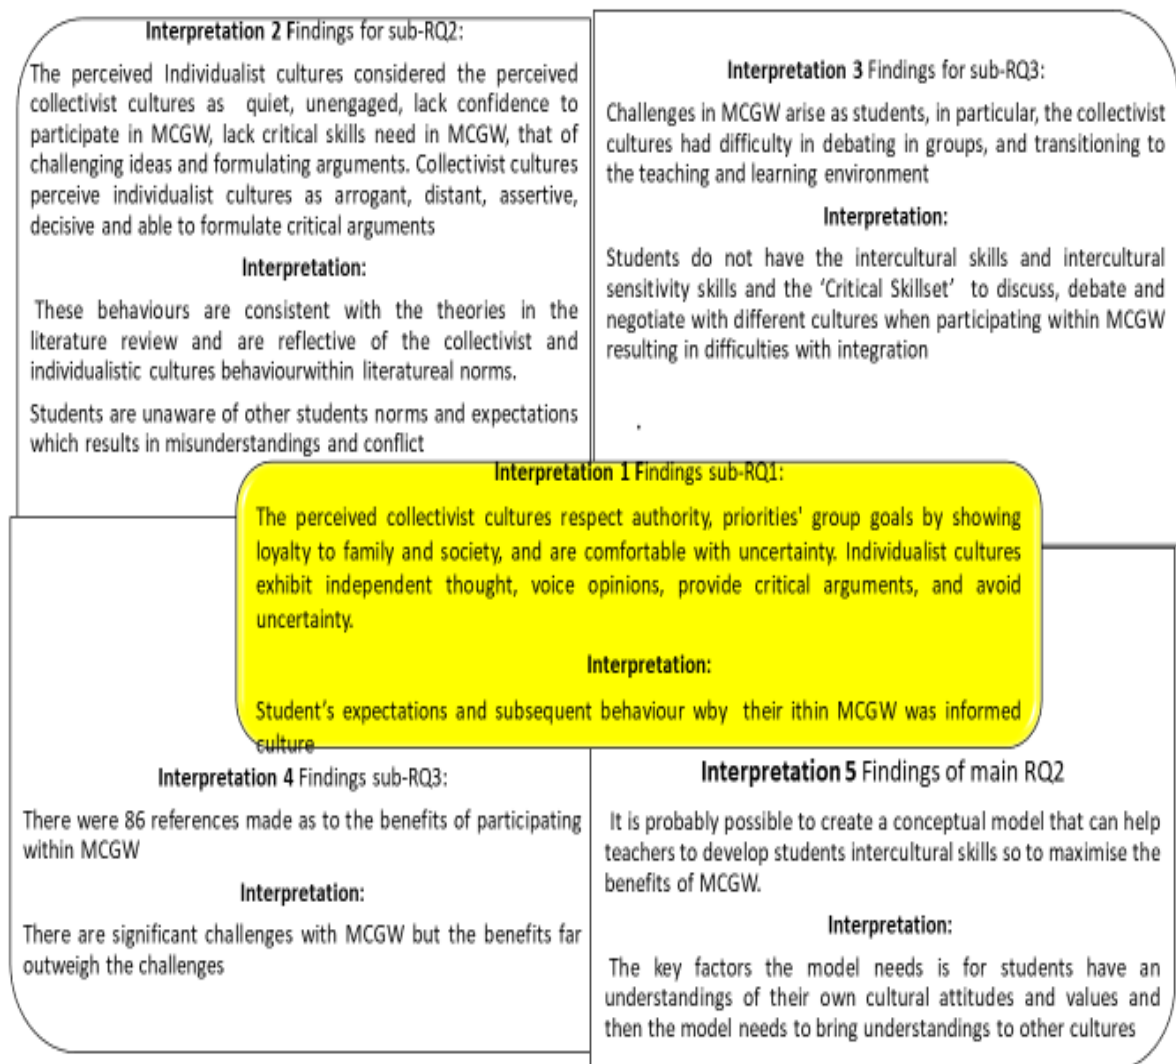 Interpretation 2 Findings for sub-RQ2:
The perceived Individualist cultures considered the perceived
collectivist cultures as quiet, unengaged, lack confidence to
participate in MCGW, lack critical skills need in MCGW, that of
challenging ideas and formulating arguments. Collectivist cultures
perceive individualist cultures as arrogant, distant, assertive,
decisive and able to formulate critical arguments
Interpretation:
These behaviours are consistent with the theories in the
literature review and are reflective of the collectivist and
individualistic cultures behaviourwithin literatureal norms.
Students are unaware of other students norms and expectations
which results in misunderstandings and conflict
Interpretation 3 Findings for sub-RQ3:
Challenges in MCGW arise as students, in particular, the collectivist
cultures had difficulty in debating in groups, and transitioning to
the teaching and learning environment
Interpretation:
Students do not have the intercultural skills and intercultural
sensitivity skills and the ‘Critical Skillset’ to discuss, debate and
negotiate with different cultures when participating within MCGW
resulting in difficulties with integration
.
Interpretation 1 Findings sub-RQ1:
The perceived collectivist cultures respect authority, priorities' group goals by showing
loyalty to family and society, and are comfortable with uncertainty. Individualist cultures
exhibit independent thought, voice opinions, provide critical arguments, and avoid
uncertainty.
Interpretation:
Student’s expectations and subsequent behaviour wby their ithin MCGW was informed
culture
Interpretation 4 Findings sub-RQ3:
There were 86 references made as to the benefits of participating
within MCGW
Interpretation:
There are significant challenges with MCGW but the benefits far
outweigh the challenges
Interpretation 5 Findings of main RQ2
It is probably possible to create a conceptual model that can help
teachers to develop students intercultural skills so to maximise the
benefits of MCGW.
Interpretation:
The key factors the model needs is for students have an
understandings of their own cultural attitudes and values and
then the model needs to bring understandings to other cultures